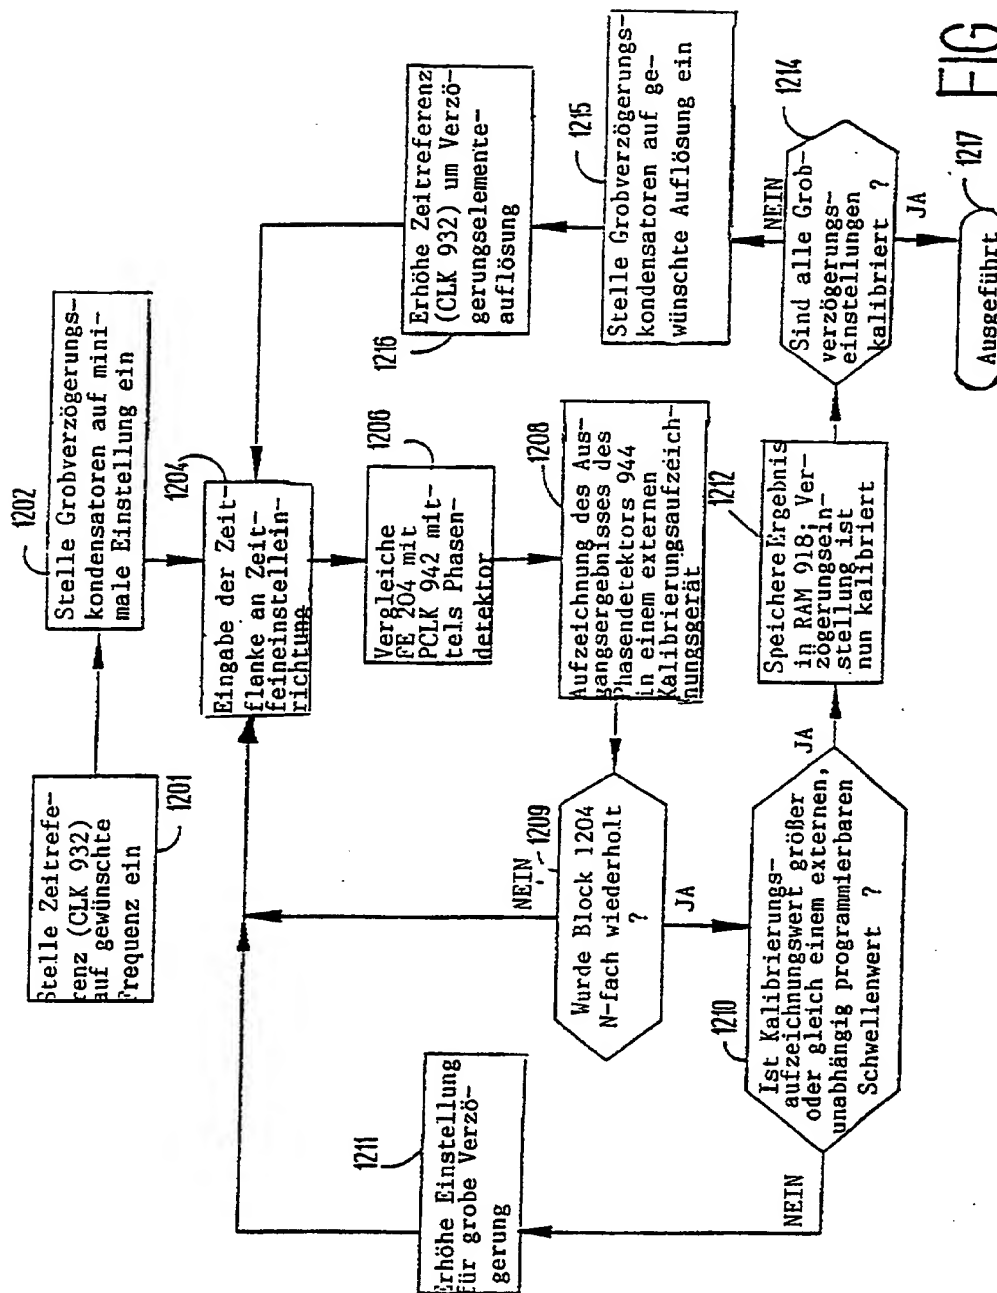 Stelle Zeitrefe-
renz (CLK 932)
auf gewünschte
Frequenz ein
1201
1202
Stelle Grobverzögerungs-
kondensatoren auf mini-
male Einstellung ein
1204
Eingabe der Zeit-
flanke an Zeit-
feineinstellein-
richtung
1206
Vergleiche
FE 204 mit
PCLK 942 mit-
tels Phasen-
detektor
1208
Aufzeichnung des Aus-
gangsergebnisses des
Phasendetektors 944
in einem externen
Kalibrierungsaufzeich-
nungsgerät
1209
NEIN
Wurde Block 1204
N-fach wiederholt
?
JA
1210
Ist Kalibrierungs-
aufzeichnungswert größer
oder gleich einem externen,
unabhängig programmierbaren
Schwellenwert ?
NEIN
JA
1211
Erhöhe Einstellung
für grobe Verzö-
gerung
1212
Speichere Ergebnis
in RAM 918; Ver-
zögerungsein-
stellung ist
nun kalibriert
1214
Sind alle Grob-
verzögerungs-
einstellungen
kalibriert ?
NEIN
JA
1215
Stelle Grobverzögerungs-
kondensatoren auf ge-
wünschte Auflösung ein
1216
Erhöhe Zeitreferenz
(CLK 932) um Verzö-
gerungselemente-
auflösung
1217
Ausgeführt
FIG